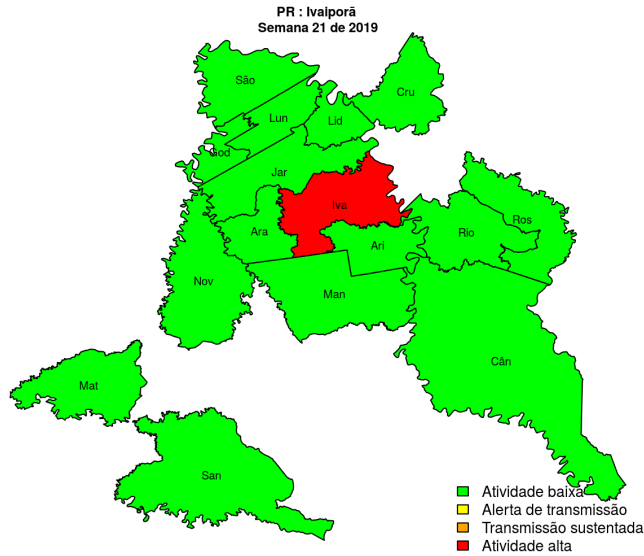 PR : Ivaiporã
Semana 21 de 2019
São
Cru
Lun
Lid
God
Jar
Iva
Ros
Ara
Rio
Ari
Nov
Man
Cân
Mat
San
Atividade baixa
Alerta de transmissão
Transmissão sustentada
Atividade alta